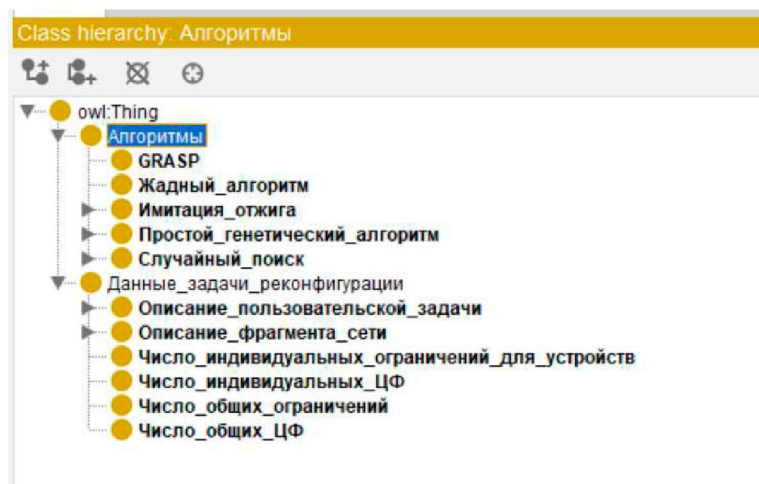 Class hierarchy: Алгоритмы
owl:Thing
Алгоритмы
GRASP
Жадный_алгоритм
Имитация_отжига
Простой_генетический_алгоритм
Случайный_поиск
Данные_задачи_реконфигурации
Описание_пользовательской_задачи
Описание_фрагмента_сети
Число_индивидуальных_ограничений_для_устройств
Число_индивидуальных_ЦФ
Число_общих_ограничений
Число_общих_ЦФ